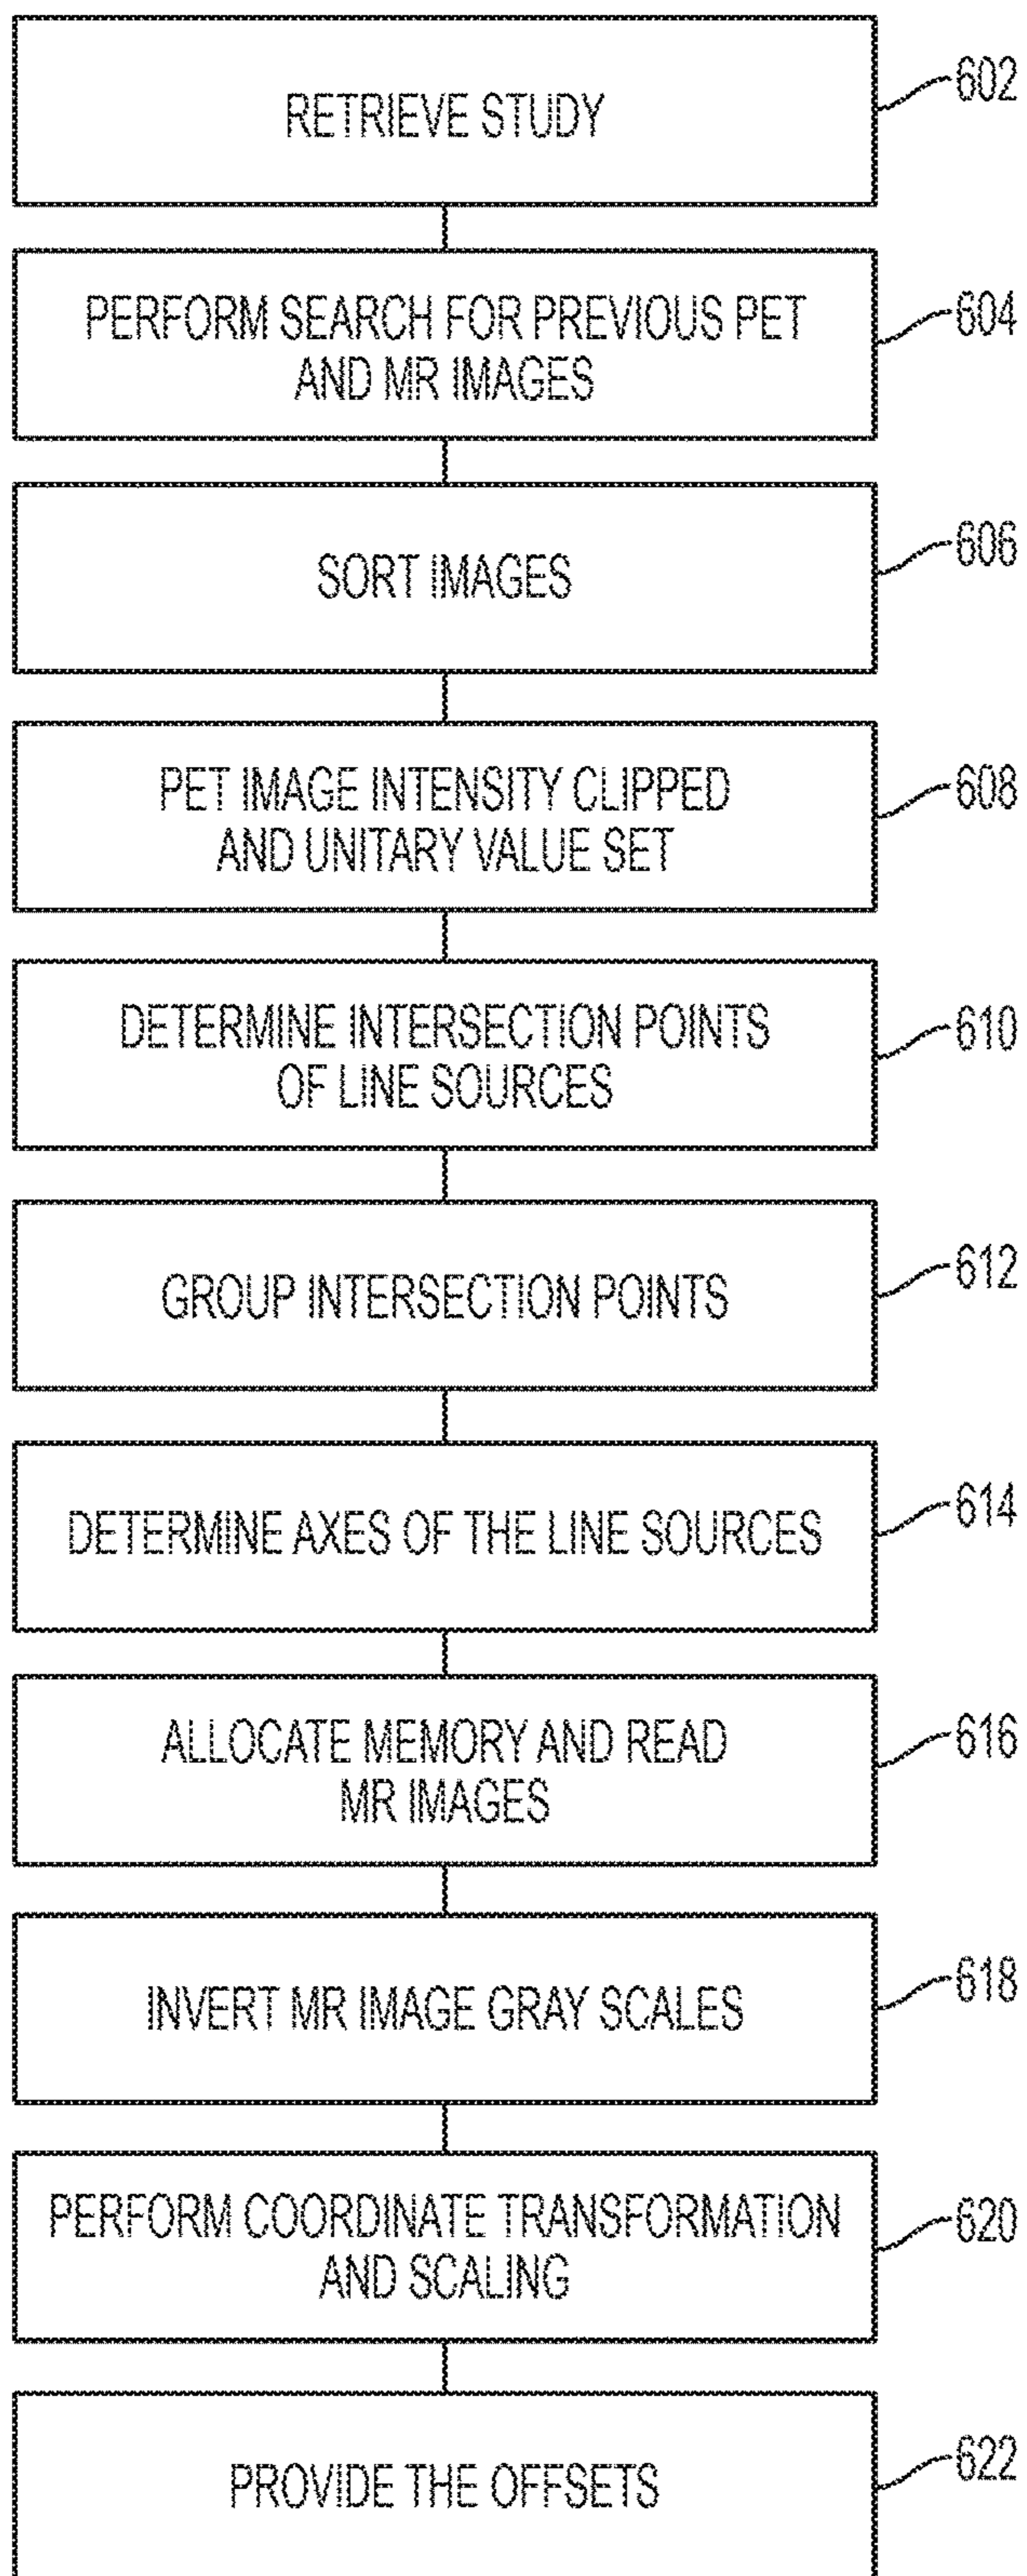 RETRIEVE STUDY
602
PERFORM SEARCH FOR PREVIOUS PET
AND MR IMAGES
604
SORT IMAGES
606
PET IMAGE INTENSITY CLIPPED
AND UNITARY VALUE SET
608
DETERMINE INTERSECTION POINTS
OF LINE SOURCES
610
GROUP INTERSECTION POINTS
612
DETERMINE AXES OF THE LINE SOURCES
614
ALLOCATE MEMORY AND READ
MR IMAGES
616
INVERT MR IMAGE GRAY SCALES
618
PERFORM COORDINATE TRANSFORMATION
AND SCALING
620
PROVIDE THE OFFSETS
622